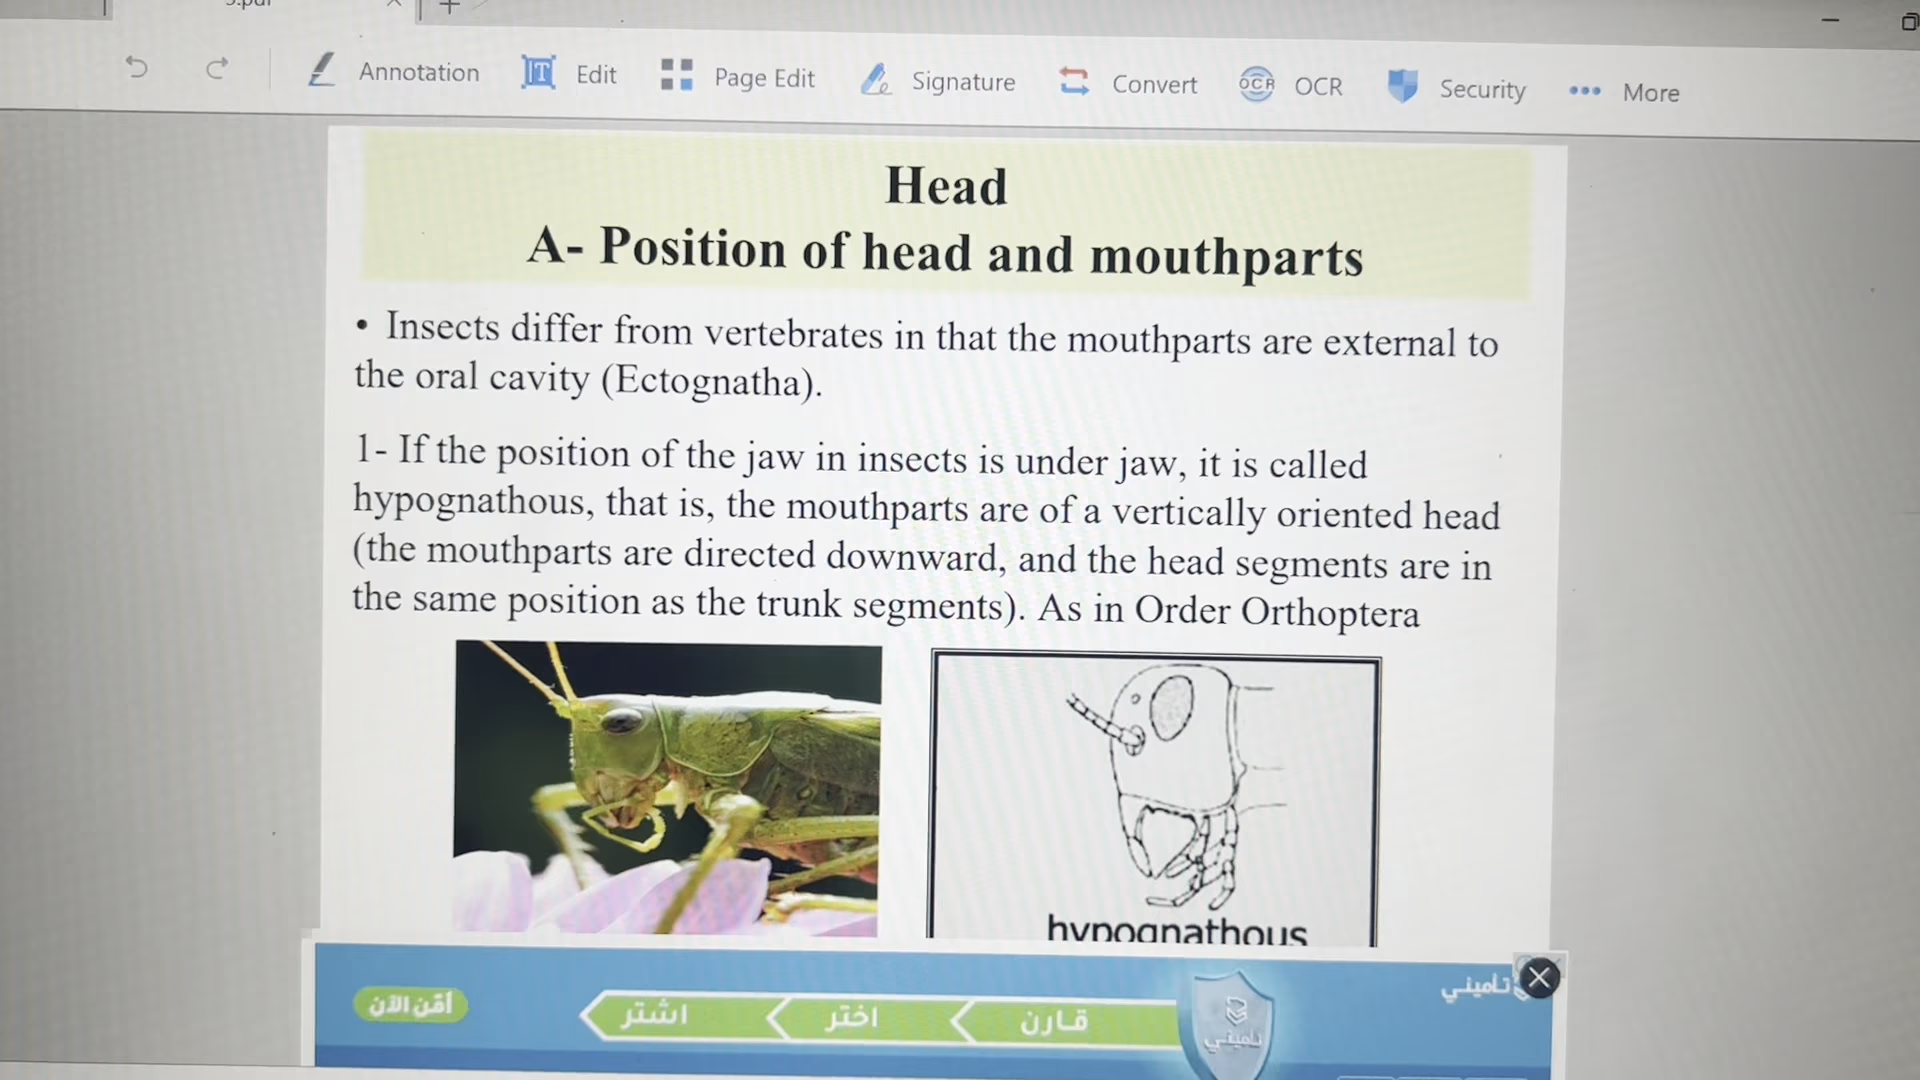 Annotation
Edit
Page Edit
Signature
Convert
OCR
OCR
Security
More
Head
A- Position of head and mouthparts
• Insects differ from vertebrates in that the mouthparts are external to
the oral cavity (Ectognatha).
1- If the position of the jaw in insects is under jaw, it is called
hypognathous, that is, the mouthparts are of a vertically oriented head
(the mouthparts are directed downward, and the head segments are in
the same position as the trunk segments). As in Order Orthoptera
hypognathous
تأميني
قارن
اختر
اشتر
أمّن الآن
تأميني